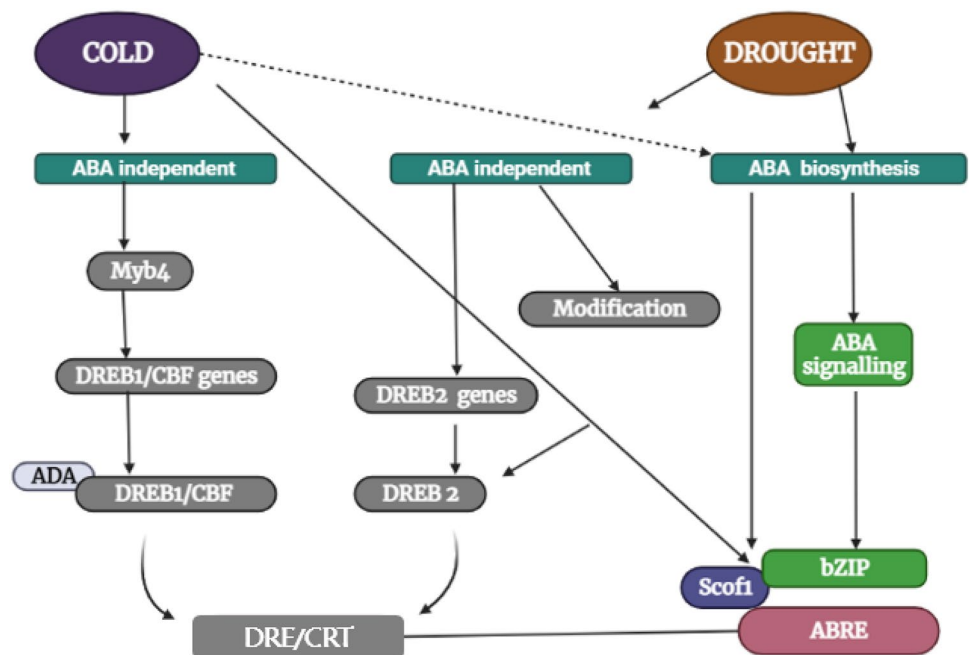 COLD
DROUGHT
ABA independent
ABA independent
ABA biosynthesis
Myb4
Modification
ABA
signalling
DREB1/CBF genes
DREB2 genes
ADA
DREB1/CBF
DREB 2
bZIP
Scof1
DRE/CRT
ABRE